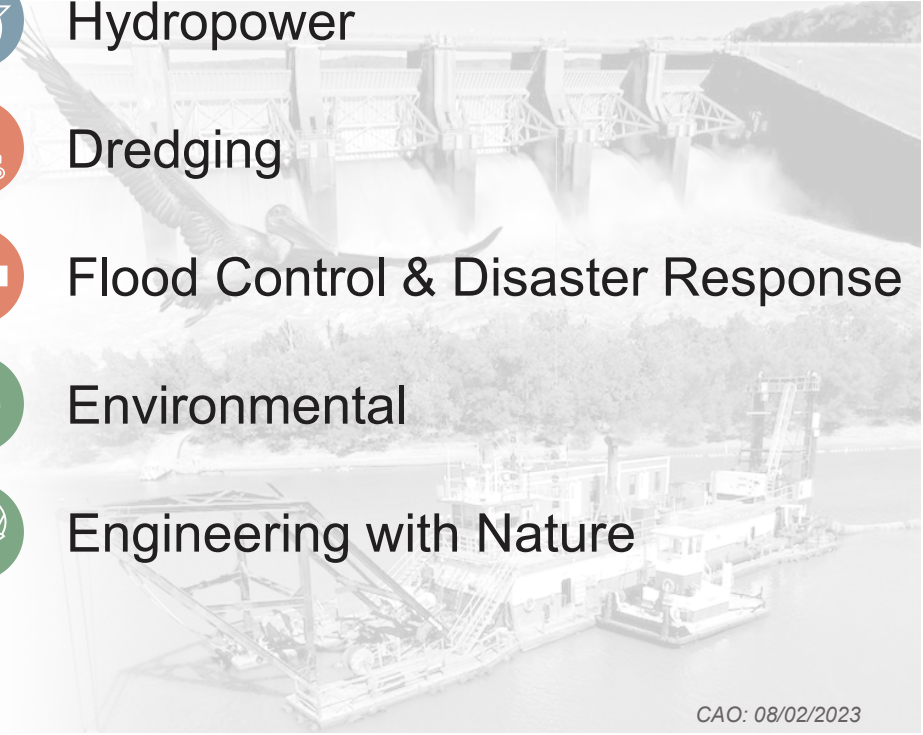 Hydropower
Dredging
Flood Control & Disaster Response
Environmental
Engineering with Nature
CAO: 08/02/2023